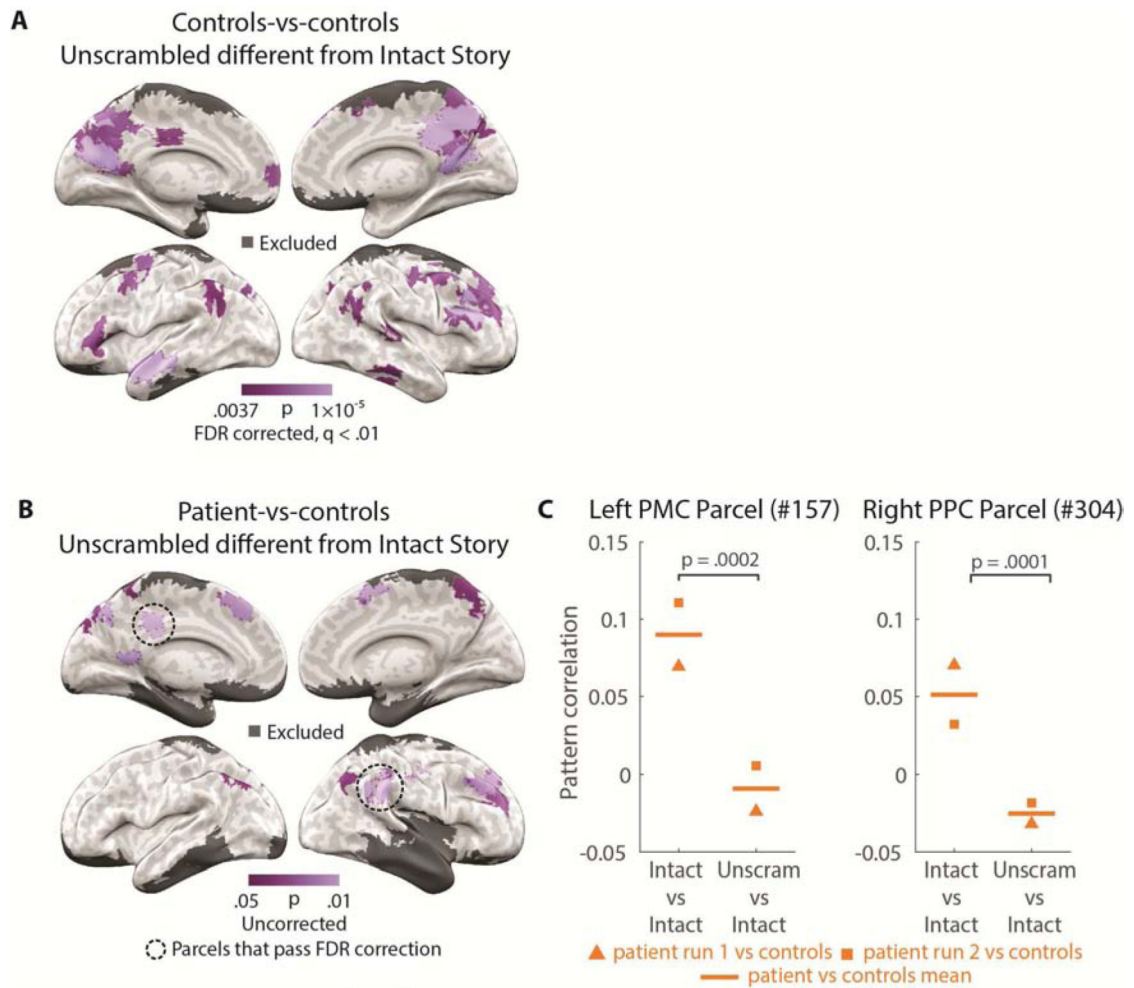 A
Controls-vs-controls
Unscrambled different from Intact Story
Excluded
.0037 p 1×10⁻⁵
FDR corrected, q < .01
B
Patient-vs-controls
Unscrambled different from Intact Story
Excluded
.05 p .01
Uncorrected
Parcels that pass FDR correction
C
Left PMC Parcel (#157)
Right PPC Parcel (#304)
0.15
p = .0002
0.1
0.05
0
-0.05
Pattern correlation
Intact
vs
Intact
Unscram
vs
Intact
0.15
p = .0001
0.1
0.05
0
-0.05
Intact
vs
Intact
Unscram
vs
Intact
patient run 1 vs controls patient run 2 vs controls
patient vs controls mean